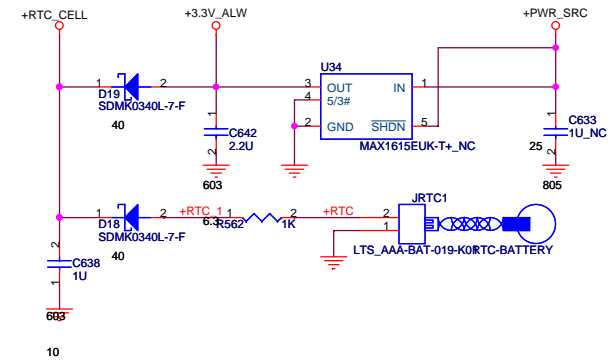 +RTC_CELL
+3.3V_ALW
+PWR_SRC
U34
1
2
D19
SDMK0340L-7-F
40
3
OUT
IN
1
4
5/3#
2
GND
SHDN
5
MAX1615EUK-T+_NC
1
2
C642
2.2U
603
6.3
1
2
C633
1U_NC
25
805
1
2
D18
SDMK0340L-7-F
40
+RTC_1
1
2
R562
1K
+RTC
JRTC1
2
1
LTS_AAA-BAT-019-K01
RTC-BATTERY
2
1
C638
1U
603
10